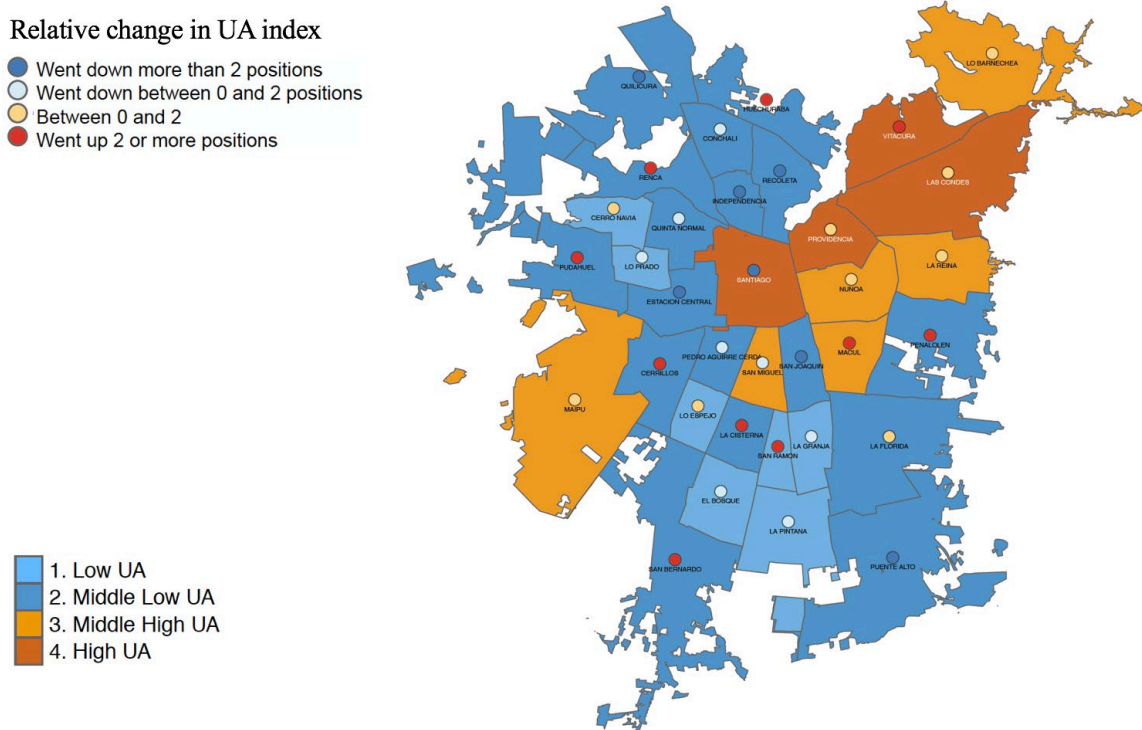 Relative change in UA index
Went down more than 2 positions
Went down between 0 and 2 positions
Between 0 and 2
Went up 2 or more positions
LO BARNECHEA
QUILICURA
HUECHURABA
VITACURA
CONCHALI
RENCA
RECOLETA
LAS CONDES
INDEPENDENCIA
CERRO NAVIA
QUINTA NORMAL
PROVIDENCIA
PUDAHUEL
LO PRADO
LA REINA
SANTIAGO
NUNOA
ESTACION CENTRAL
PENALOLEN
MACUL
PEDRO AGUIRRE CERDA
SAN MIGUEL
SAN JOAQUIN
CERRILLOS
MAIPU
LO ESPEJO
LA CISTERNA
LA GRANJA
LA FLORIDA
SAN RAMON
EL BOSQUE
LA PINTANA
SAN BERNARDO
PUENTE ALTO
1. Low UA
2. Middle Low UA
3. Middle High UA
4. High UA